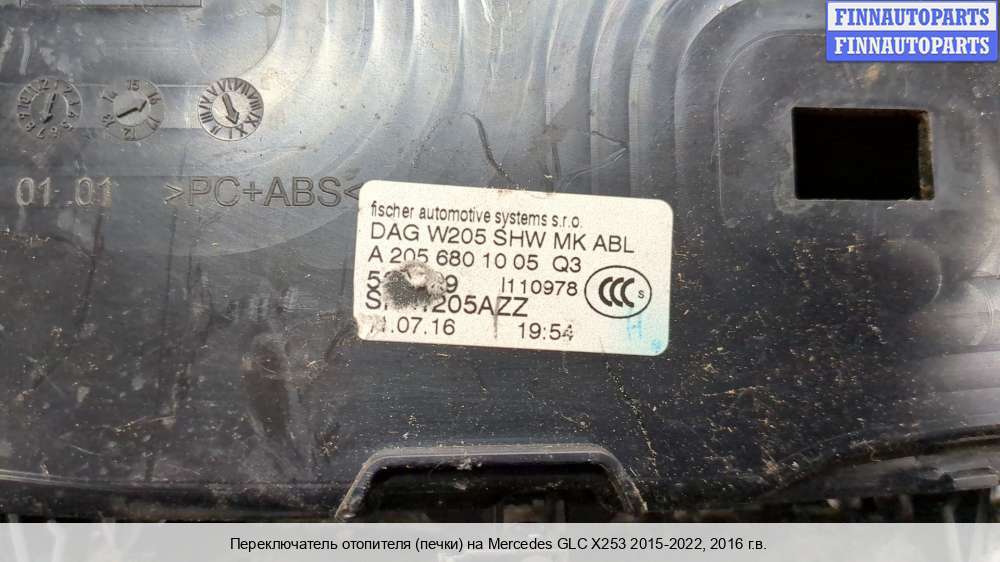 FINNAUTOPARTS
FINNAUTOPARTS
01 .01 >PC+ABS<
fischer automotive systems s.r.o.
DAG W205 SHW MK ABL
A 205 680 10 05 Q3
I110978
CCC S
.07.16 19:54
Переключатель отопителя (печки) на Mercedes GLC X253 2015-2022, 2016 г.в.